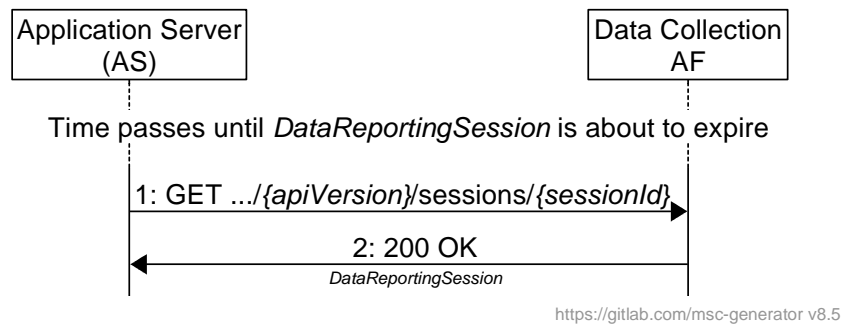 Application Server
(AS)
Data Collection
AF
Time passes until DataReportingSession is about to expire
1: GET .../{apiVersion}/sessions/{sessionId}
2: 200 OK
DataReportingSession
https://gitlab.com/msc-generator v8.5